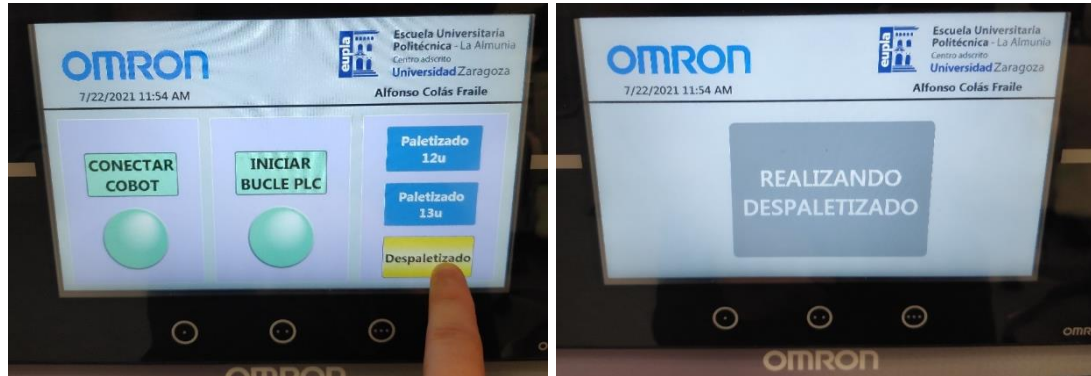 OMRON
7/22/2021 11:54 AM
eupla
Escuela Universitaria
Politécnica - La Almunia
Centro adscrito
Universidad Zaragoza
Alfonso Colás Fraile
CONECTAR
COBOT
INICIAR
BUCLE PLC
Paletizado
12u
Paletizado
13u
Despaletizado
OMRON
OMRON
7/22/2021 11:54 AM
eupla
Escuela Universitaria
Politécnica - La Almunia
Centro adscrito
Universidad Zaragoza
Alfonso Colás Fraile
REALIZANDO
DESPALETIZADO
OMRON